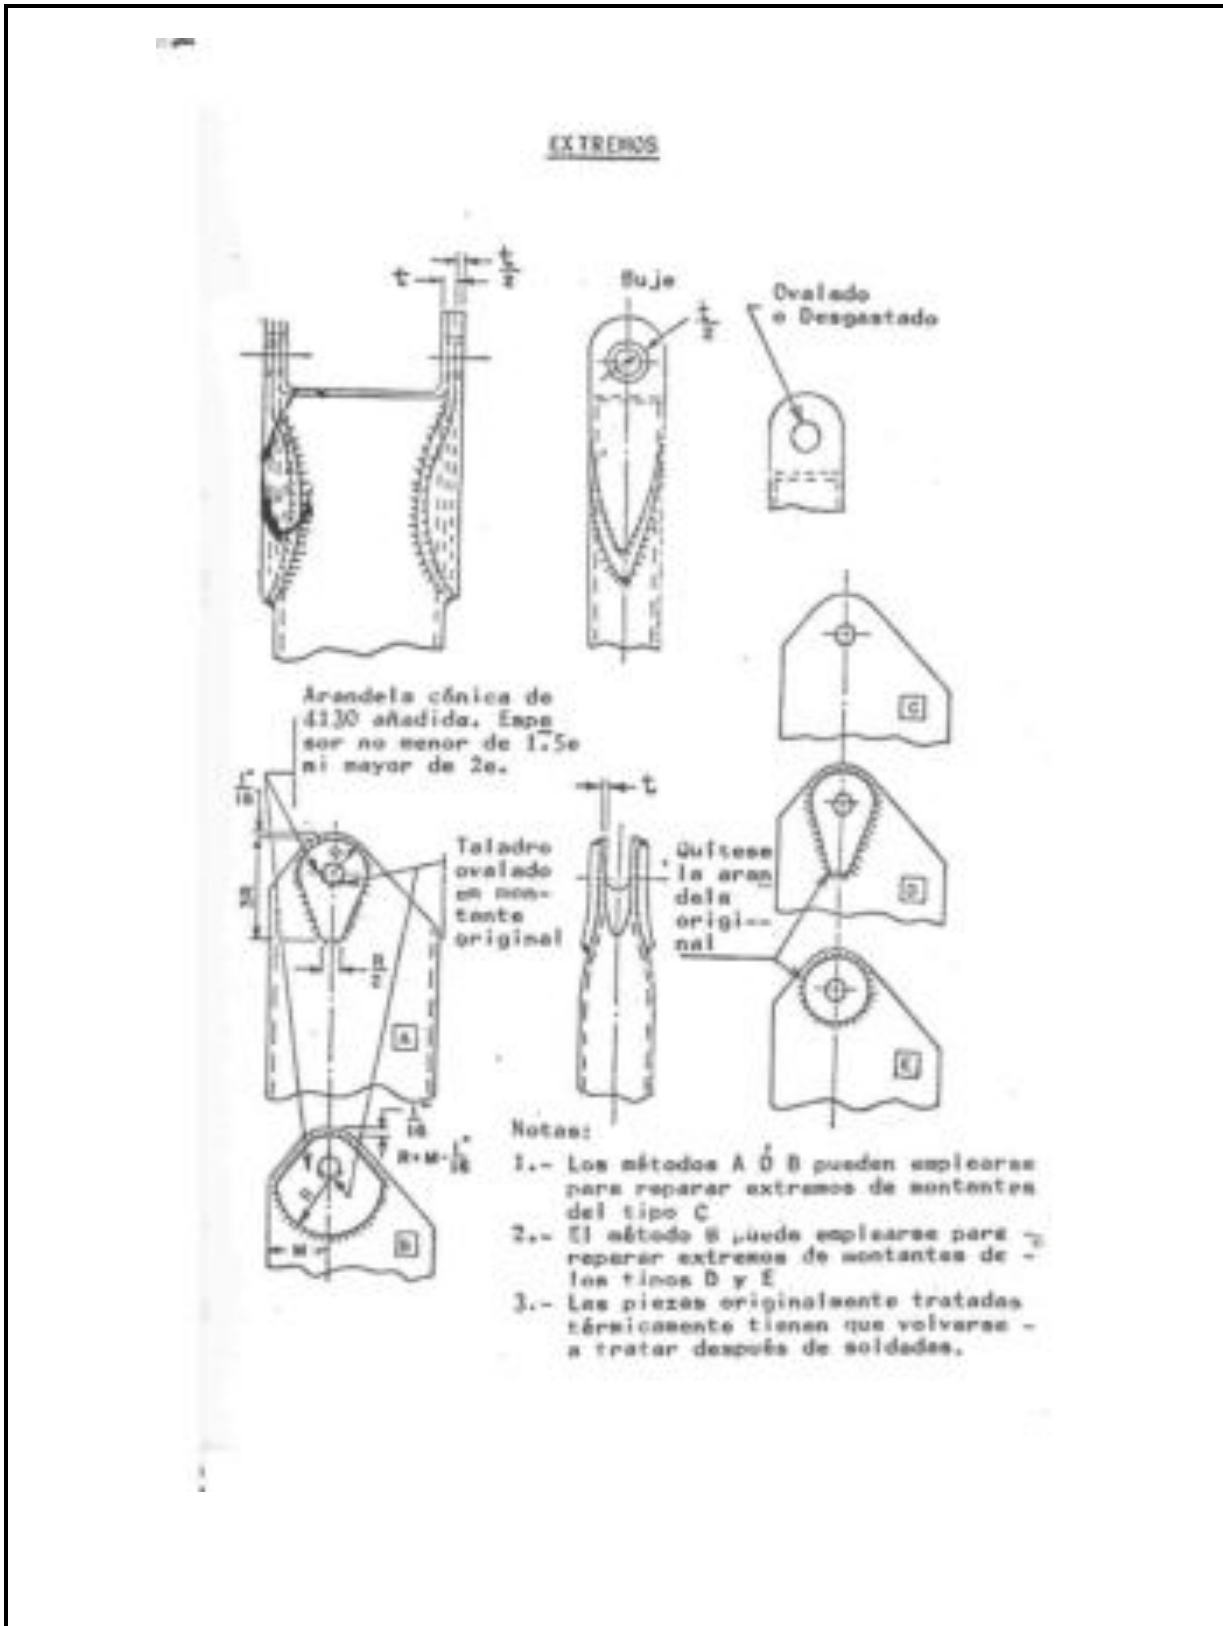 EXTREMOS
t
t/2
Buje
t/2
Ovalado
o Desgastado
C
Arandela cónica de
4130 añadida. Espe
sor no menor de 1.5e
mi mayor de 2e.
1/16"
t
Taladro
ovalado
en mon-
tante
original
Quítese
la aran
dela
origi--
nal
D
2R
R
R/2
A
E
1/16"
R=M-1/16"
R
M
B
Notas:
1.- Los métodos A Ó B pueden emplearse
para reparar extremos de montantes
del tipo C
2.- El método B puede emplearse para -
reparar extremos de montantes de -
los tipos D y E
3.- Las piezas originalmente tratadas
térmicamente tienen que volverse -
a tratar después de soldadas.